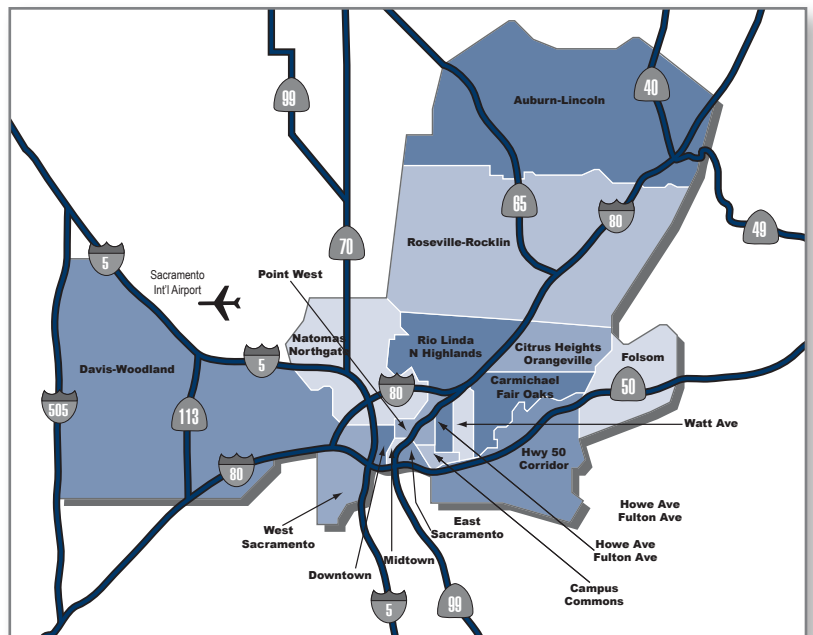 Auburn-Lincoln
40
99
65
80
49
Roseville-Rocklin
70
5
Sacramento
Int'l Airport
Point West
Natomas
Northgat
Rio Linda
N Highlands
Citrus Heights
Orangeville
Folsom
Davis-Woodland
5
80
Carmichael
Fair Oaks
50
505
113
Watt Ave
Hwy 50
Corridor
80
Howe Ave
Fulton Ave
West
Sacramento
East
Sacramento
Howe Ave
Fulton Ave
Midtown
Downtown
Campus
Commons
5
99